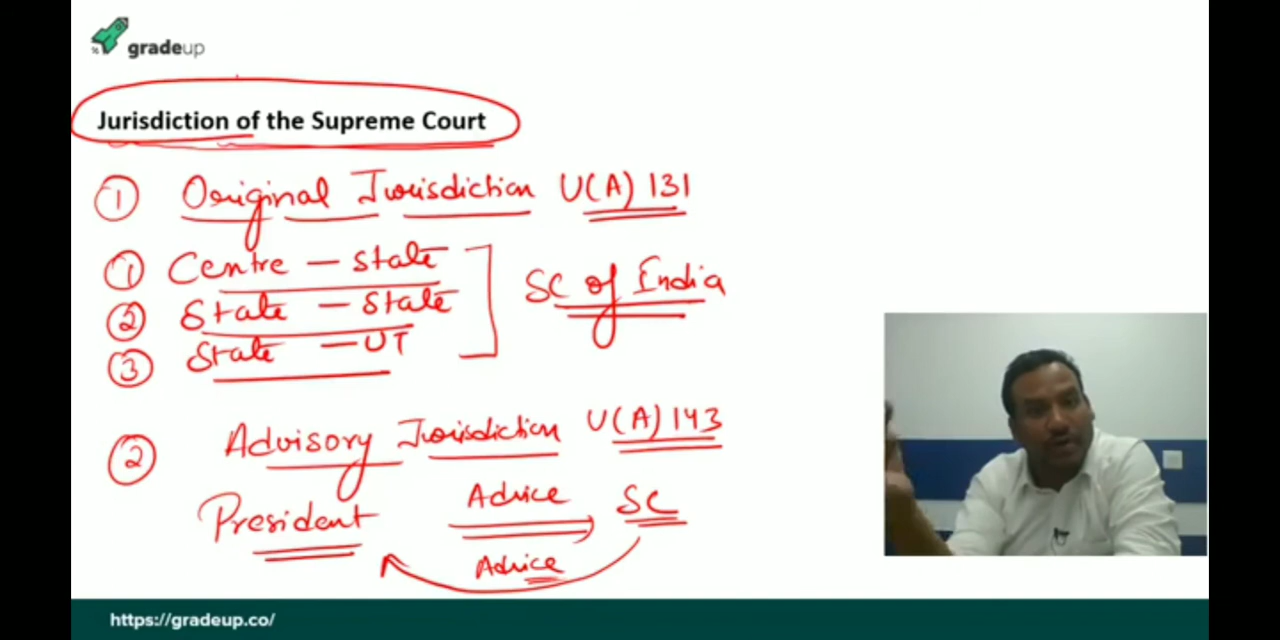 gradeup
Jurisdiction of the Supreme Court
① Original Jurisdiction U(A) 131
① Centre – State
② State – State
③ State – UT
SC of India
② Advisory Jurisdiction U(A) 143
President Advice SC
Advice
https://gradeup.co/